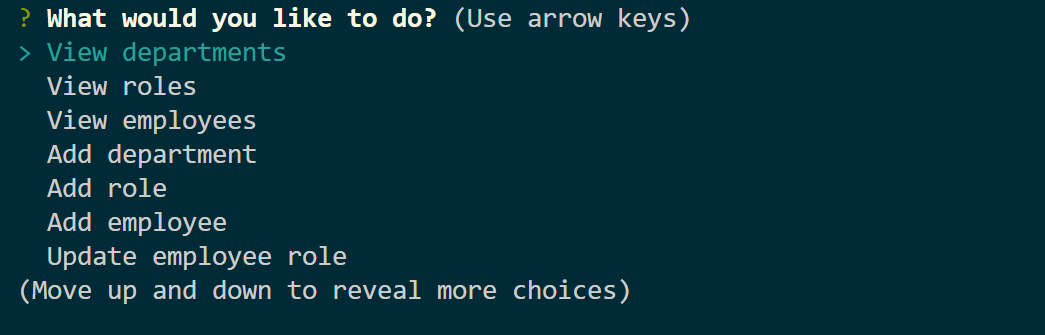 ? What would you like to do? (Use arrow keys)
> View departments
View roles
View employees
Add department
Add role
Add employee
Update employee role
(Move up and down to reveal more choices)